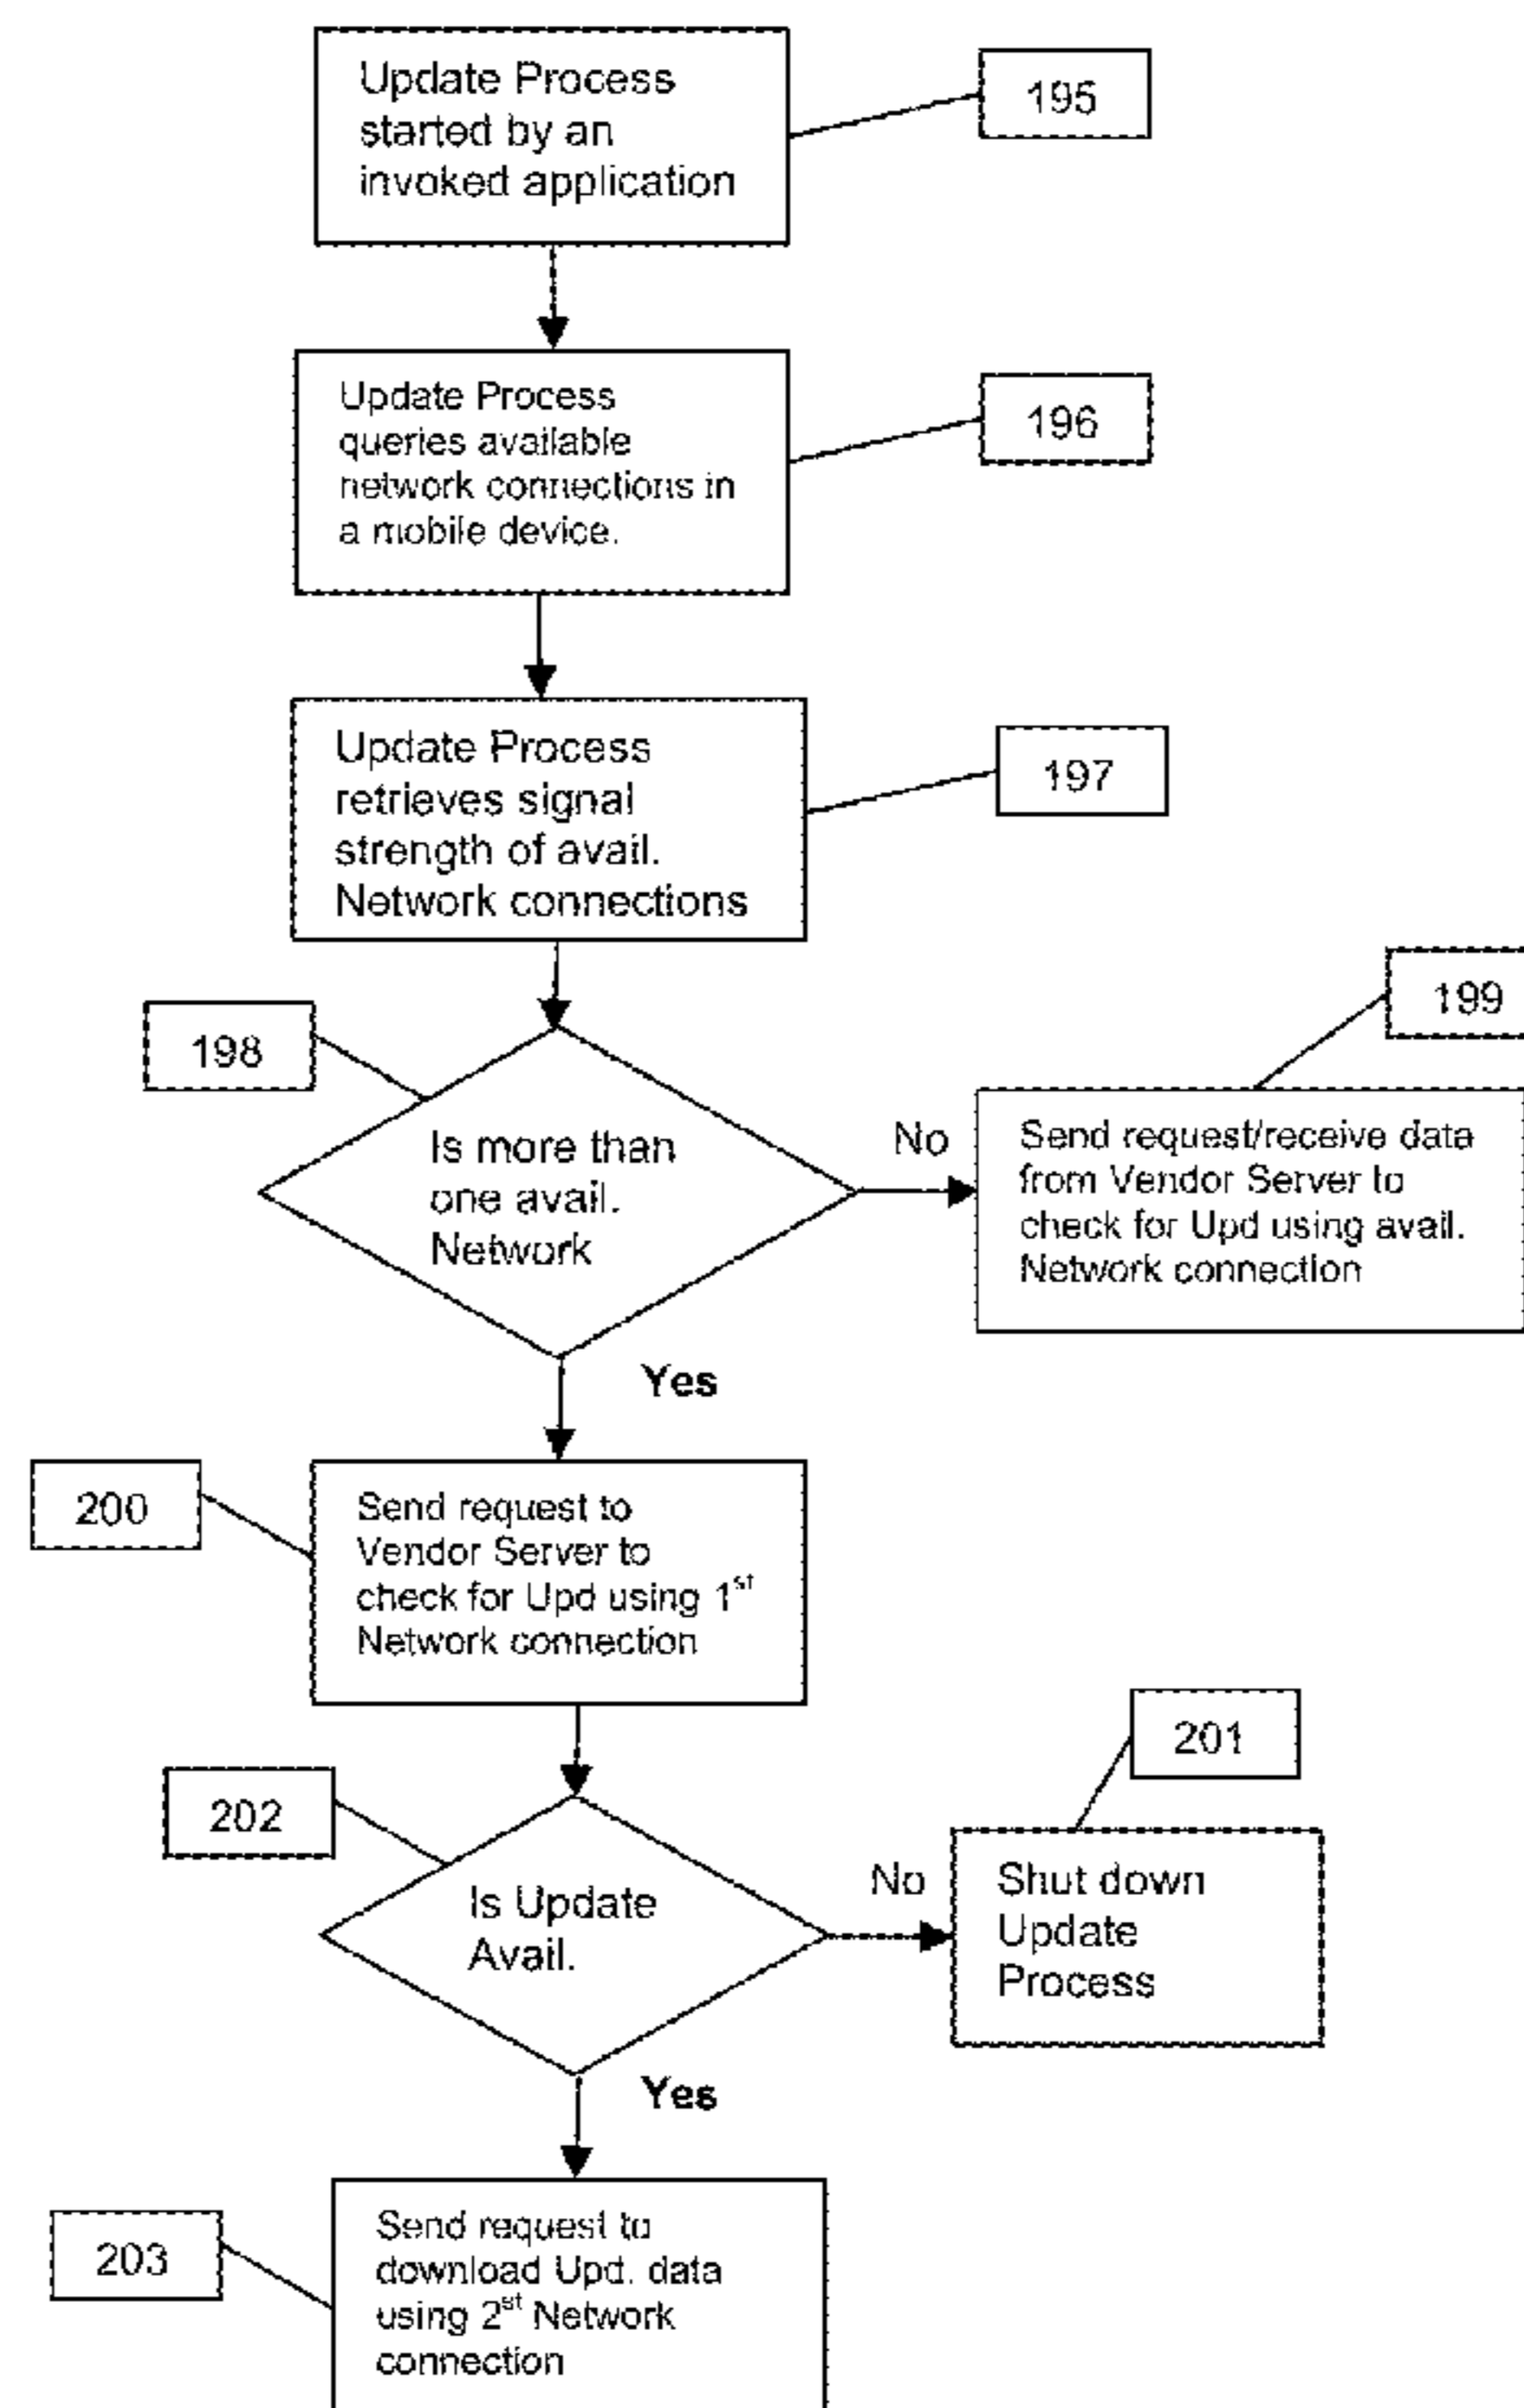 Update Process
started by an
invoked application
195
Update Process
queries available
network connections in
a mobile device.
196
Update Process
retrieves signal
strength of avail.
Network connections
197
198
Is more than
one avail.
Network
No
199
Send request/receive data
from Vendor Server to
check for Upd using avail.
Network connection
Yes
200
Send request to
Vendor Server to
check for Upd using 1st
Network connection
202
Is Update
Avail.
No
201
Shut down
Update
Process
Yes
203
Send request to
download Upd. data
using 2st Network
connection